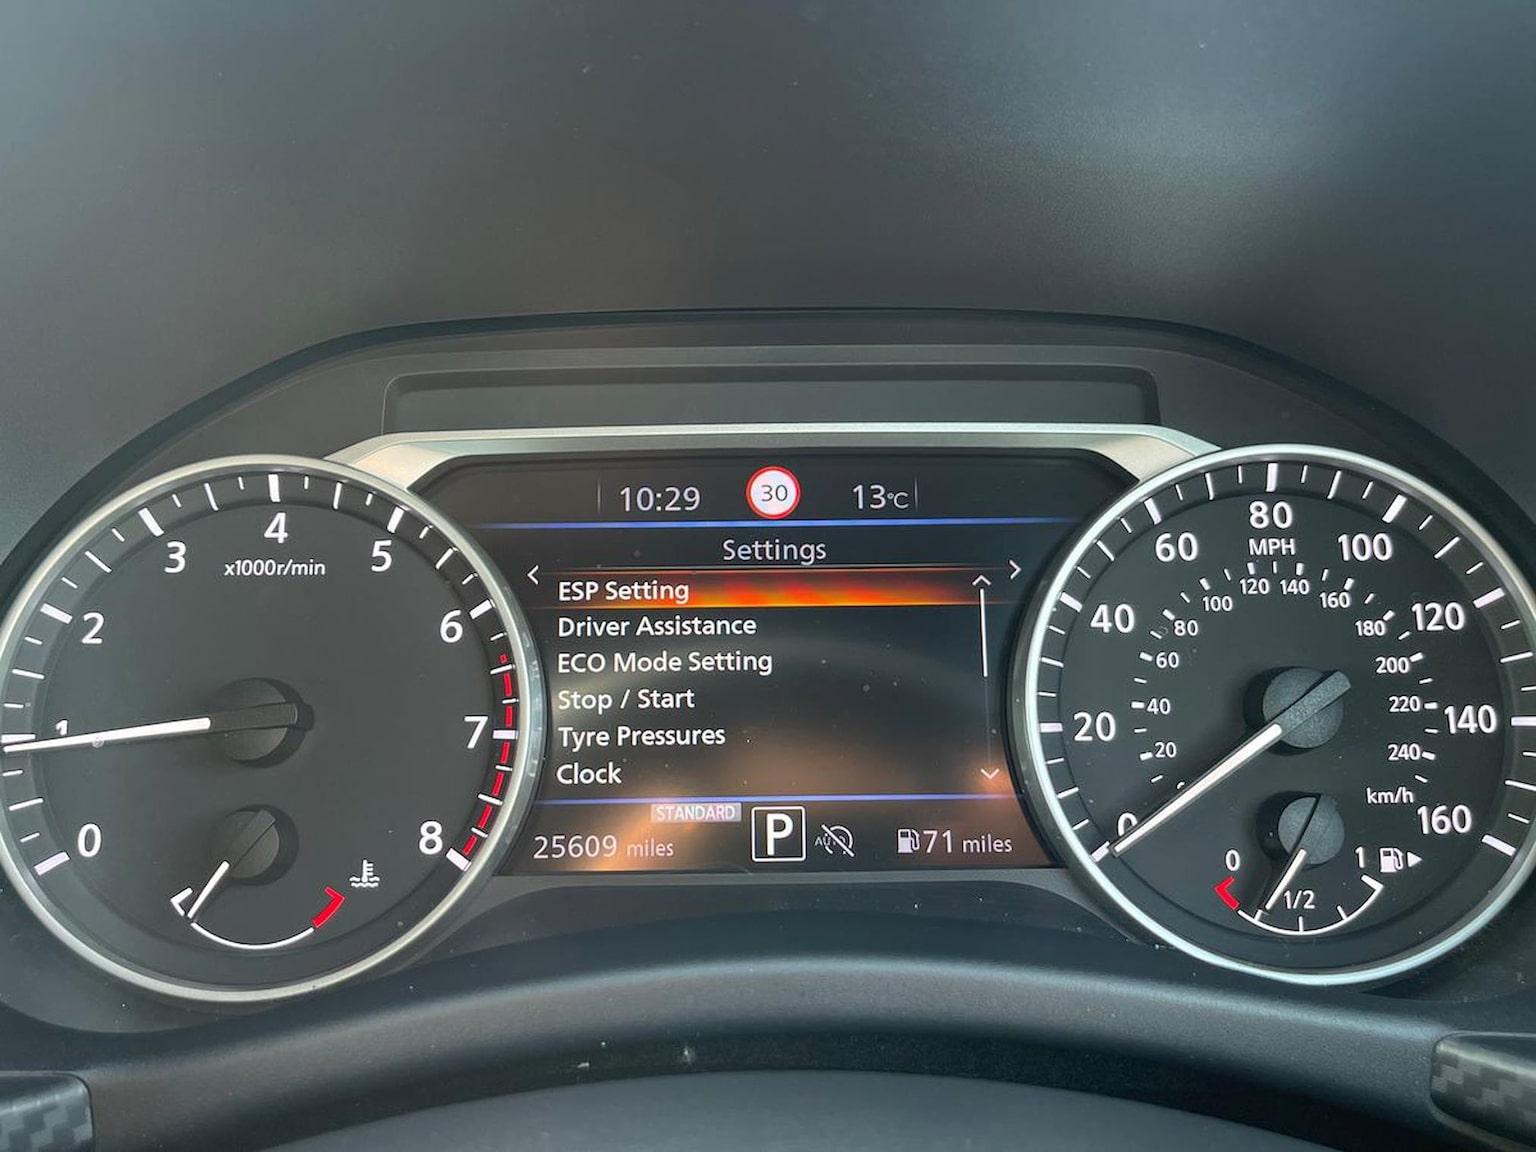 10:29
30
13°C
Settings
ESP Setting
Driver Assistance
ECO Mode Setting
Stop / Start
Tyre Pressures
Clock
STANDARD
25609 miles
P
71 miles
0
1
2
3
4
5
6
7
8
x1000r/min
0
20
40
60
80
100
120
140
160
MPH
20
40
60
80
100
120
140
160
180
200
220
240
km/h
0
1/2
1